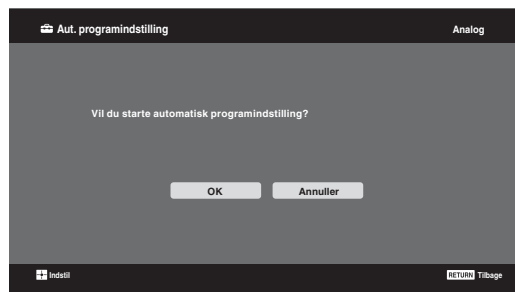 Aut. programindstilling
Analog
Vil du starte automatisk programindstilling?
OK
Annuller
Indstil
RETURN Tilbage